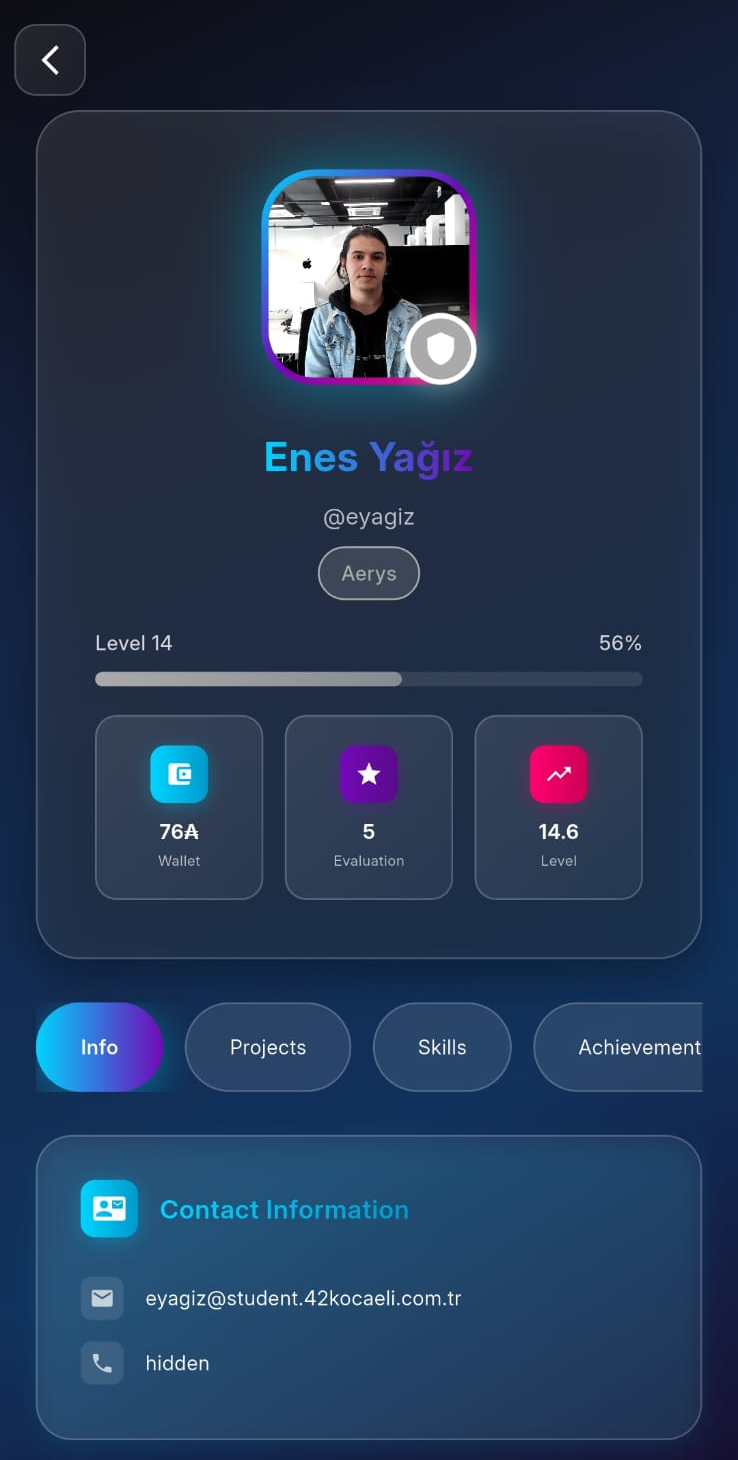 Enes Yağız
@eyagiz
Aerys
Level 14 56%
76₳ 5 14.6
Wallet Evaluation Level
Info Projects Skills Achievement
Contact Information
eyagiz@student.42kocaeli.com.tr
hidden